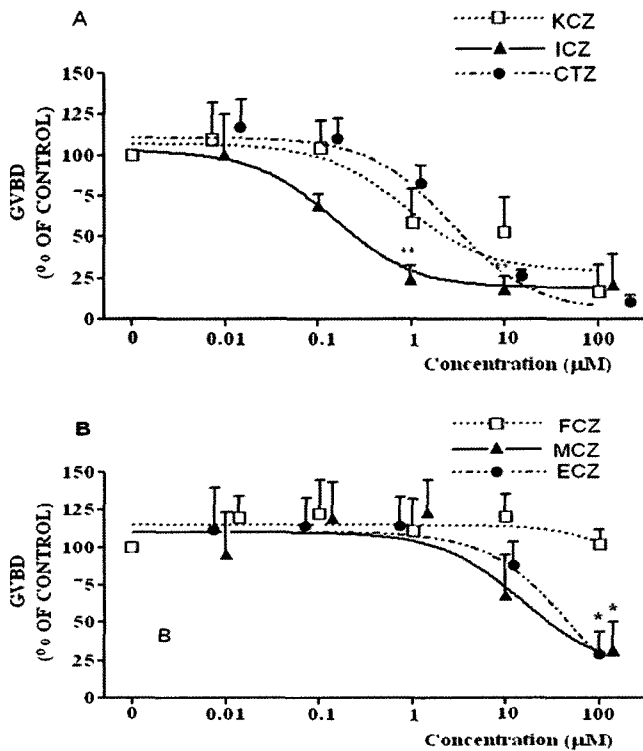 A
KCZ
ICZ
CTZ
150
125
100
75
50
25
0
GVBD
(% OF CONTROL)
**
**
0 0.01 0.1 1 10 100
Concentration (µM)
B
FCZ
MCZ
ECZ
150
125
100
75
50
25
0
GVBD
(% OF CONTROL)
* *
B
0 0.01 0.1 1 10 100
Concentration (µM)